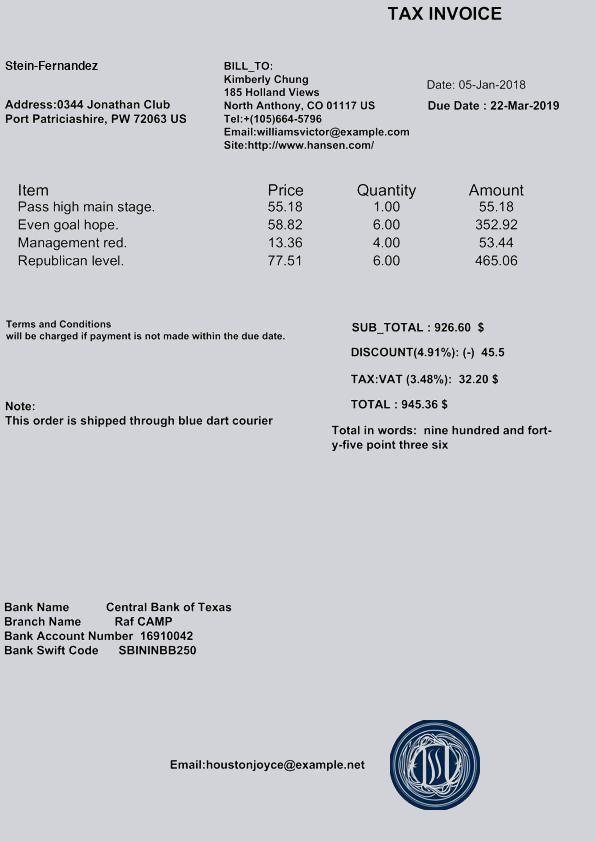 TAX INVOICE
Stein-Fernandez
Address:0344 Jonathan Club
Port Patriciashire, PW 72063 US
BILL_TO:
Kimberly Chung
185 Holland Views
North Anthony, CO 01117 US
Tel:+(105)664-5796
Email:williamsvictor@example.com
Site:http://www.hansen.com/
Date: 05-Jan-2018
Due Date : 22-Mar-2019
Item Price Quantity Amount
Pass high main stage. 55.18 1.00 55.18
Even goal hope. 58.82 6.00 352.92
Management red. 13.36 4.00 53.44
Republican level. 77.51 6.00 465.06
Terms and Conditions
will be charged if payment is not made within the due date.
SUB_TOTAL : 926.60 $
DISCOUNT(4.91%): (-) 45.5
TAX:VAT (3.48%): 32.20 $
TOTAL : 945.36 $
Total in words: nine hundred and fort-
y-five point three six
Note:
This order is shipped through blue dart courier
Bank Name Central Bank of Texas
Branch Name Raf CAMP
Bank Account Number 16910042
Bank Swift Code SBININBB250
Email:houstonjoyce@example.net